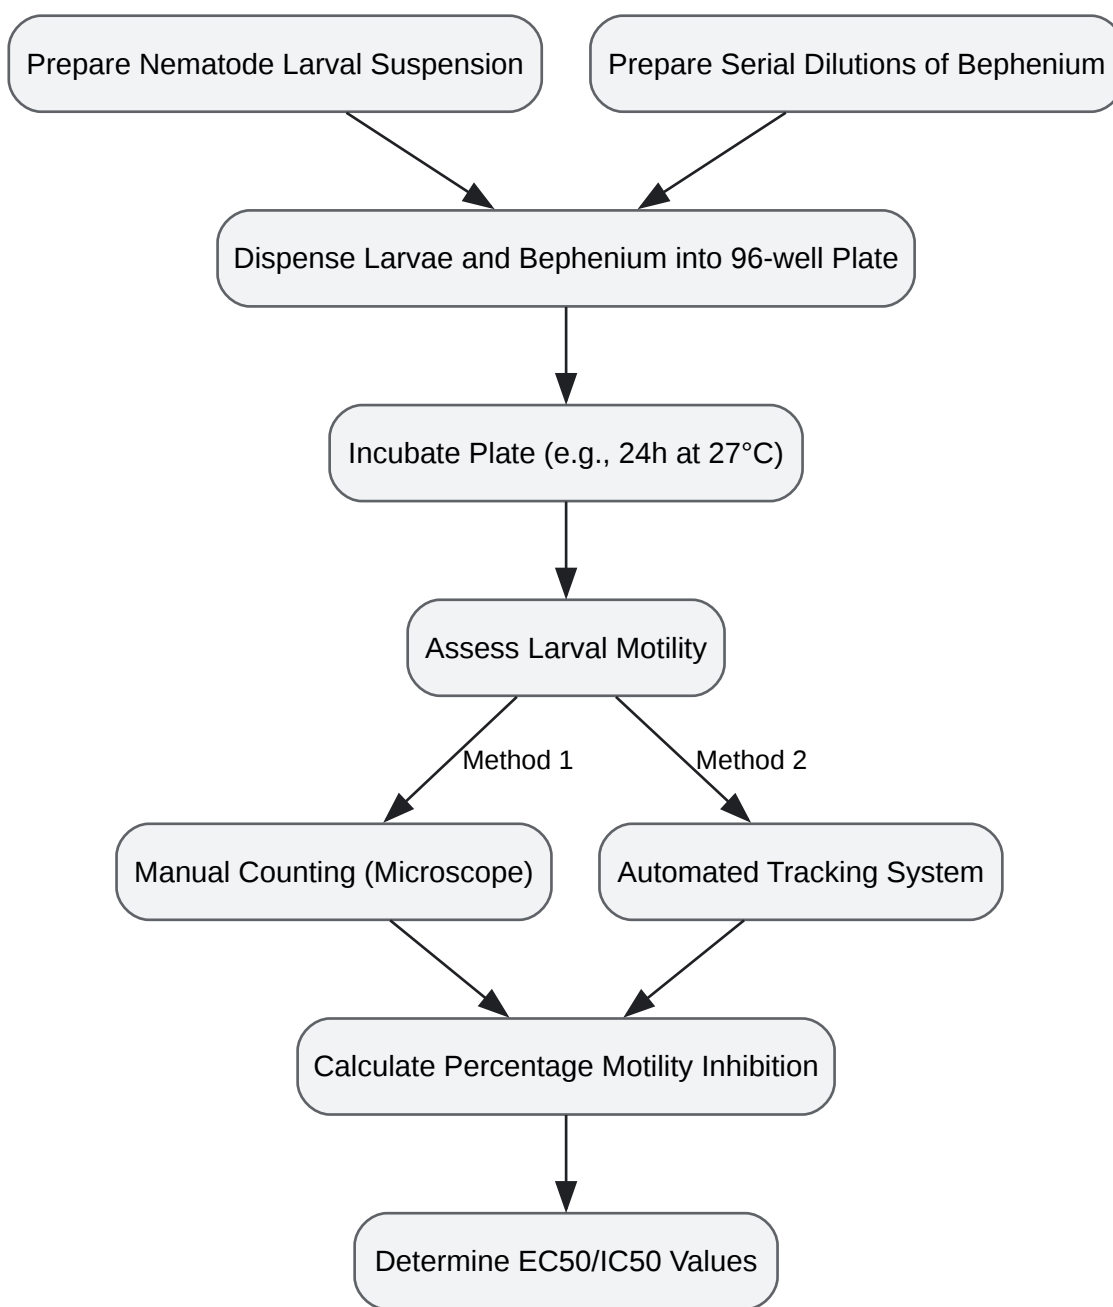 Prepare Nematode Larval Suspension
Prepare Serial Dilutions of Bephenium
Dispense Larvae and Bephenium into 96-well Plate
Incubate Plate (e.g., 24h at 27°C)
Assess Larval Motility
Method 1
Method 2
Manual Counting (Microscope)
Automated Tracking System
Calculate Percentage Motility Inhibition
Determine EC50/IC50 Values